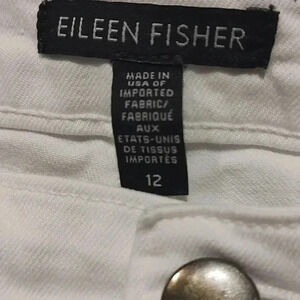 EILEEN FISHER
MADE IN
USA OF
IMPORTED
FABRIC/
FABRIQUÉ
AUX
ETATS-UNIS
DE TISSUS
IMPORTÉS
12